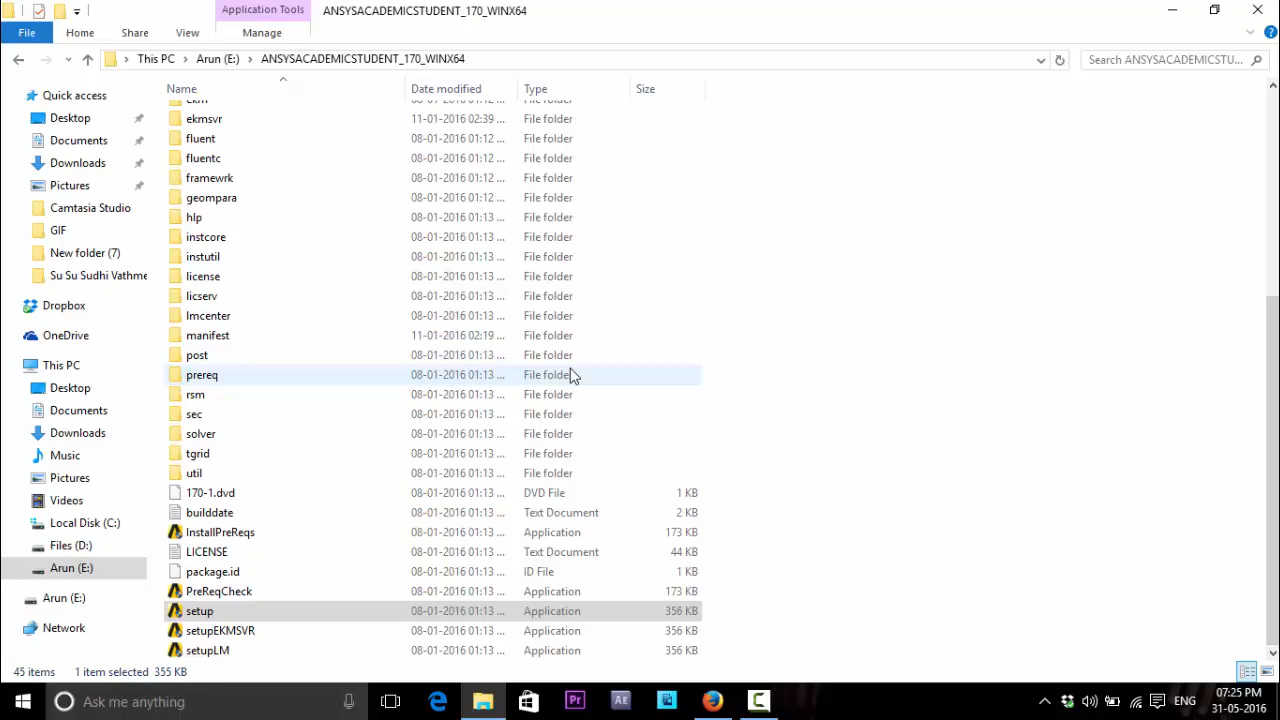 Application Tools
ANSYSACADEMICSTUDENT_170_WINX64
File
Home
Share
View
Manage
This PC
Arun (E:)
ANSYSACADEMICSTUDENT_170_WINX64
Search ANSYSACADEMICSTU...
Name
Date modified
Type
Size
ekm 08-01-2016 01:12 ... File folder
ekmsvr 11-01-2016 02:39 ... File folder
fluent 08-01-2016 01:12 ... File folder
fluentc 08-01-2016 01:12 ... File folder
framewrk 08-01-2016 01:12 ... File folder
geompara 08-01-2016 01:12 ... File folder
hlp 08-01-2016 01:13 ... File folder
instcore 08-01-2016 01:13 ... File folder
instutil 08-01-2016 01:13 ... File folder
license 08-01-2016 01:13 ... File folder
licserv 08-01-2016 01:13 ... File folder
lmcenter 08-01-2016 01:13 ... File folder
manifest 11-01-2016 02:19 ... File folder
post 08-01-2016 01:13 ... File folder
prereq 08-01-2016 01:13 ... File folder
rsm 08-01-2016 01:13 ... File folder
sec 08-01-2016 01:13 ... File folder
solver 08-01-2016 01:13 ... File folder
tgrid 08-01-2016 01:13 ... File folder
util 08-01-2016 01:13 ... File folder
170-1.dvd 08-01-2016 01:13 ... DVD File 1 KB
builddate 08-01-2016 01:13 ... Text Document 2 KB
InstallPreReqs 08-01-2016 01:13 ... Application 173 KB
LICENSE 08-01-2016 01:13 ... Text Document 44 KB
package.id 08-01-2016 01:13 ... ID File 1 KB
PreReqCheck 08-01-2016 01:13 ... Application 173 KB
setup 08-01-2016 01:13 ... Application 356 KB
setupEKMSVR 08-01-2016 01:13 ... Application 356 KB
setupLM 08-01-2016 01:13 ... Application 356 KB
Quick access
Desktop
Documents
Downloads
Pictures
Camtasia Studio
GIF
New folder (7)
Su Su Sudhi Vathme
Dropbox
OneDrive
This PC
Desktop
Documents
Downloads
Music
Pictures
Videos
Local Disk (C:)
Files (D:)
Arun (E:)
Arun (E:)
Network
45 items
1 item selected 355 KB
Ask me anything
Pr
Ae
ENG
07:25 PM
31-05-2016